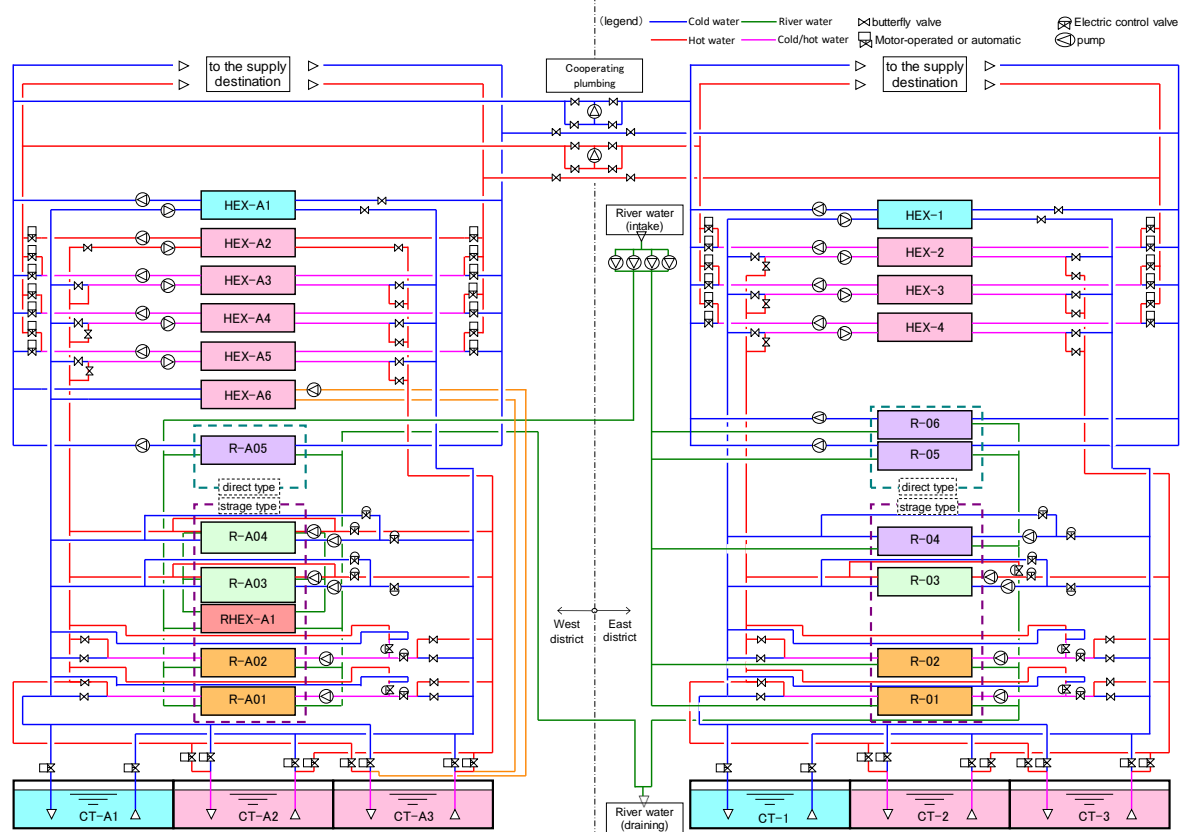 (legend)
Cold water
River water
butterfly valve
Electric control valve
Hot water
Cold/hot water
Motor-operated or automatic
pump
to the supply
destination
Cooperating
plumbing
to the supply
destination
HEX-A1
HEX-A2
HEX-A3
HEX-A4
HEX-A5
HEX-A6
R-A05
direct type
strage type
R-A04
R-A03
RHEX-A1
R-A02
R-A01
CT-A1
CT-A2
CT-A3
River water
(intake)
West
district
East
district
River water
(draining)
HEX-1
HEX-2
HEX-3
HEX-4
R-06
R-05
direct type
strage type
R-04
R-03
R-02
R-01
CT-1
CT-2
CT-3